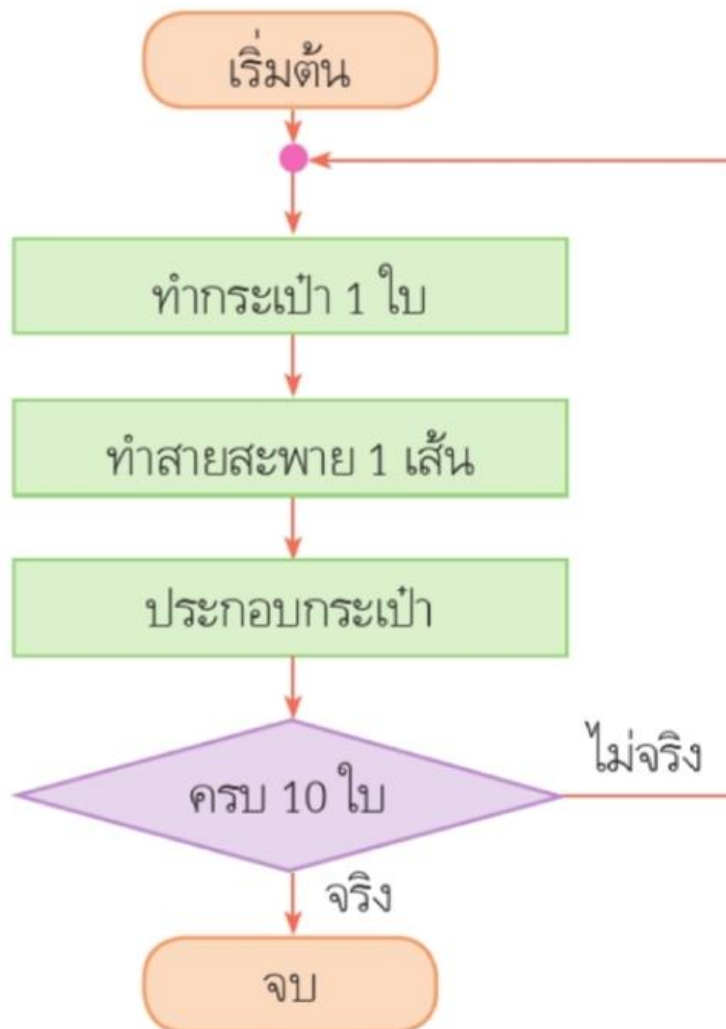 เริ่มต้น
ทำกระเป๋า 1 ใบ
ทำสายสะพาย 1 เส้น
ประกอบกระเป๋า
ครบ 10 ใบ
ไม่จริง
จริง
จบ